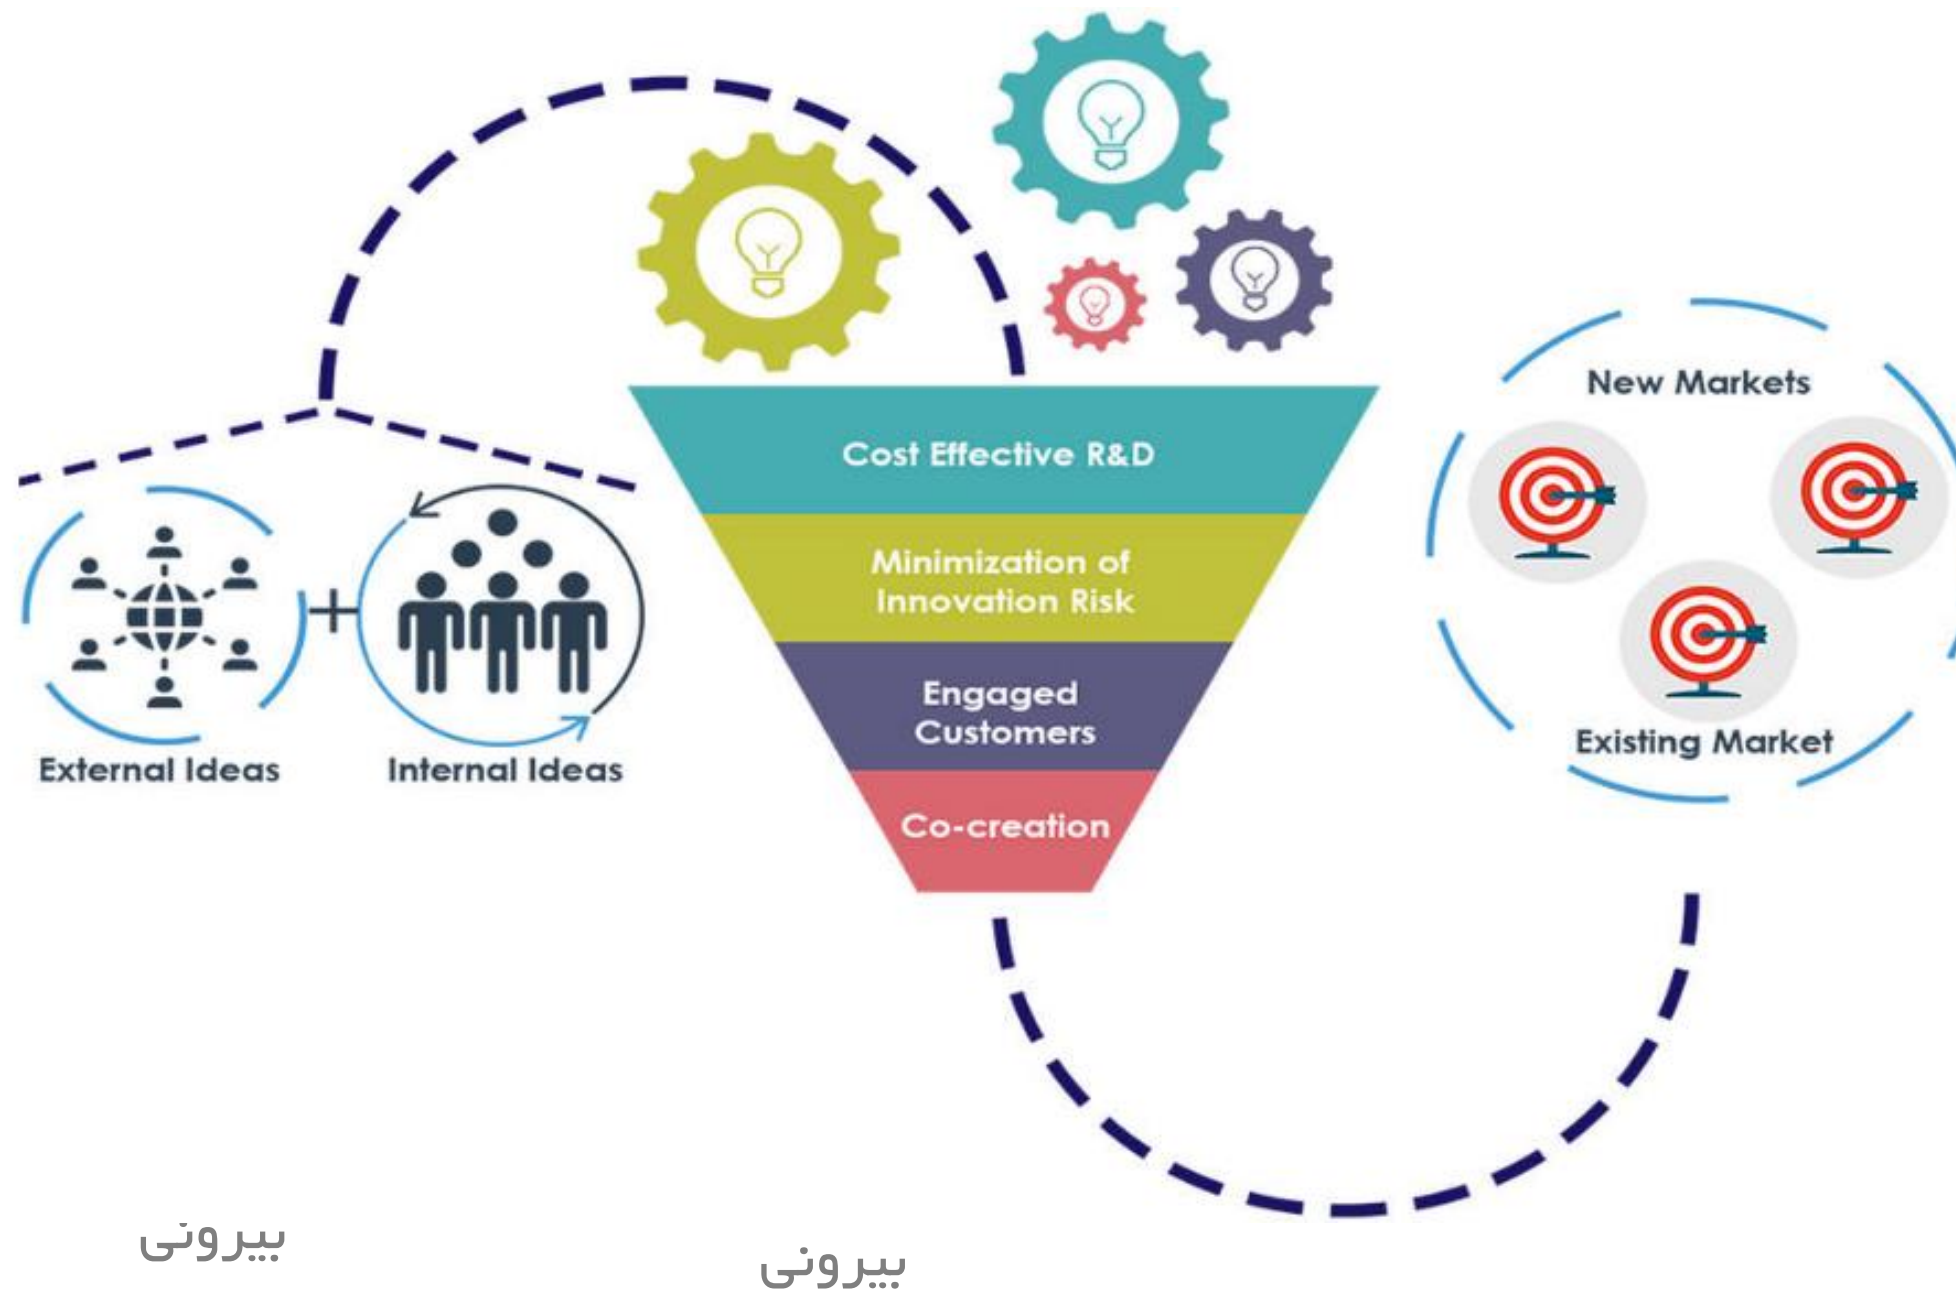 External Ideas
Internal Ideas
Cost Effective R&D
Minimization of
Innovation Risk
Engaged
Customers
Co-creation
New Markets
Existing Market
بیرونی
بیرونی